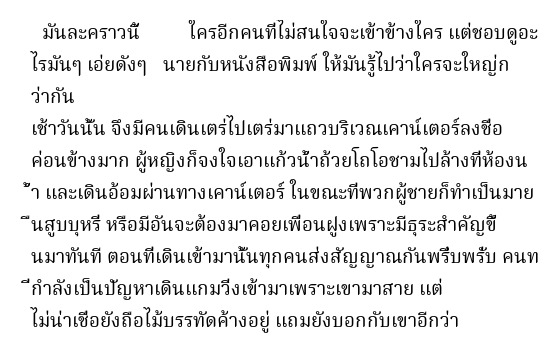 มันละคราวนี้ ใครอีกคนที่ไม่สนใจจะเข้าข้างใคร แต่ชอบดูอะ
ไรมันๆ เอ่ยดังๆ นายกับหนังสือพิมพ์ ให้มันรู้ไปว่าใครจะใหญ่ก
ว่ากัน
เช้าวันนั้น จึงมีคนเดินเตร่ไปเตร่มาแถวบริเวณเคาน์เตอร์ลงชื่อ
ค่อนข้างมาก ผู้หญิงก็จงใจเอาแก้วน้ำถ้วยโถโอชามไปล้างที่ห้องน
้ำ และเดินอ้อมผ่านทางเคาน์เตอร์ ในขณะที่พวกผู้ชายก็ทำเป็นมาย
ืนสูบบุหรี่ หรือมีอันจะต้องมาคอยเพื่อนฝูงเพราะมีธุระสำคัญขึ้
นมาทันที ตอนที่เดินเข้ามานั้นทุกคนส่งสัญญาณกันพรึ่บพรั่บ คนท
ี่กำลังเป็นปัญหาเดินแกมวิ่งเข้ามาเพราะเขามาสาย แต่
ไม่น่าเชื่อยังถือไม้บรรทัดค้างอยู่ แถมยังบอกกับเขาอีกว่า